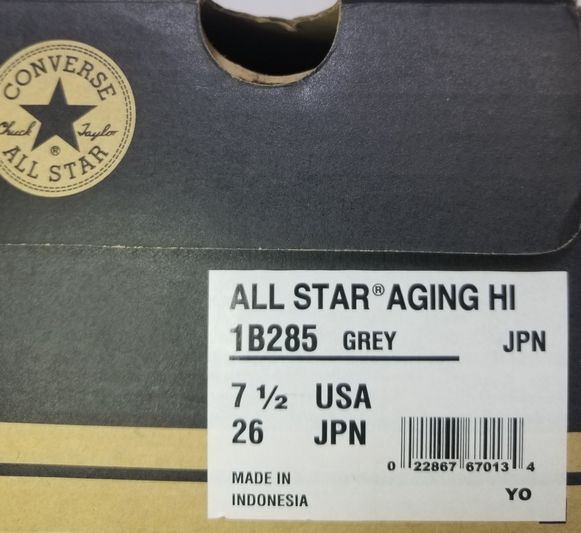 CONVERSE
Chuck Taylor
®
ALL STAR
ALL STAR® AGING HI
1B285 GREY JPN
7 ½ USA
26 JPN
0 22867 67013 4
MADE IN
INDONESIA
YO